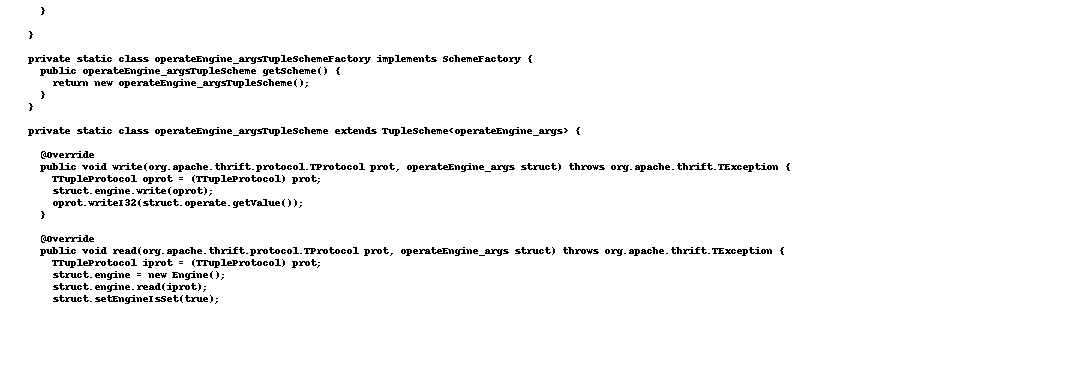 }
}
private static class operateEngine_argsTupleSchemeFactory implements SchemeFactory {
public operateEngine_argsTupleScheme getScheme() {
return new operateEngine_argsTupleScheme();
}
}
private static class operateEngine_argsTupleScheme extends TupleScheme<operateEngine_args> {
@Override
public void write(org.apache.thrift.protocol.TProtocol prot, operateEngine_args struct) throws org.apache.thrift.TException {
TTupleProtocol oprot = (TTupleProtocol) prot;
struct.engine.write(oprot);
oprot.writeI32(struct.operate.getValue());
}
@Override
public void read(org.apache.thrift.protocol.TProtocol prot, operateEngine_args struct) throws org.apache.thrift.TException {
TTupleProtocol iprot = (TTupleProtocol) prot;
struct.engine = new Engine();
struct.engine.read(iprot);
struct.setEngineIsSet(true);